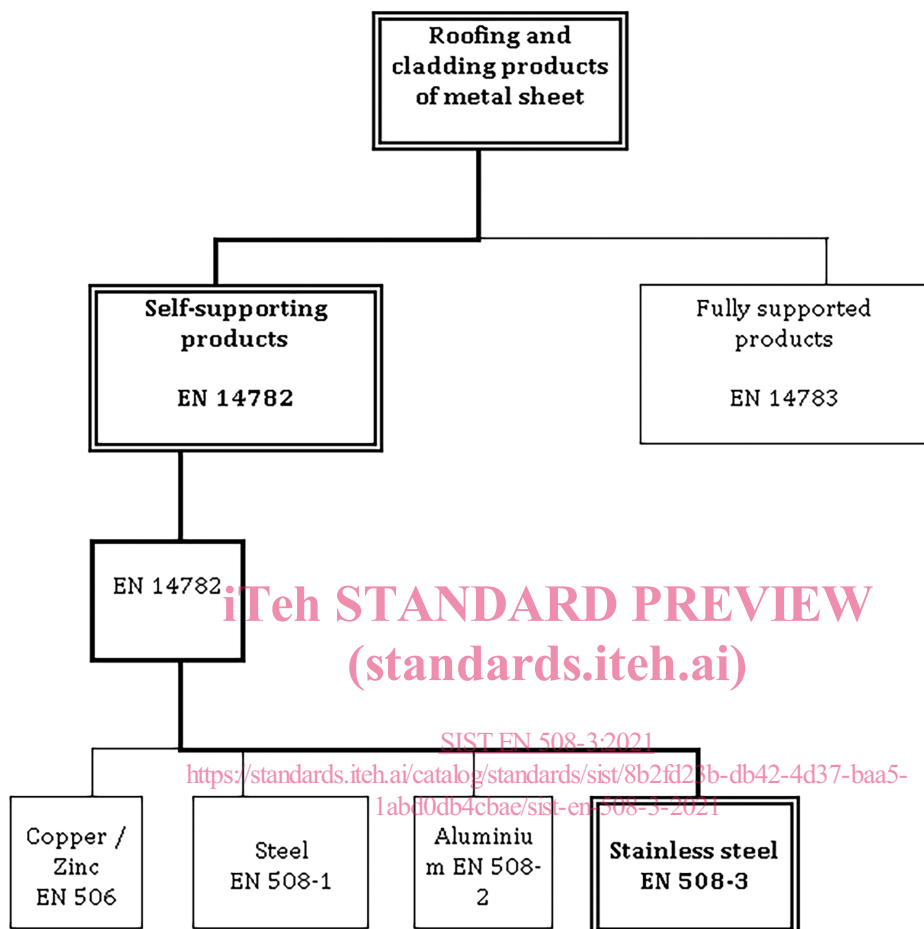 Roofing and
cladding products
of metal sheet
Self-supporting
products
EN 14782
Fully supported
products
EN 14783
EN 14782
iTeh STANDARD PREVIEW
(standards.iteh.ai)
SIST EN 508-3:2021
https://standards.iteh.ai/catalog/standards/sist/8b2fd23b-db42-4d37-baa5-
1abd0db4cbae/sist-en-508-3-2021
Copper /
Zinc
EN 506
Steel
EN 508-1
Aluminiu
m EN 508-
2
Stainless steel
EN 508-3